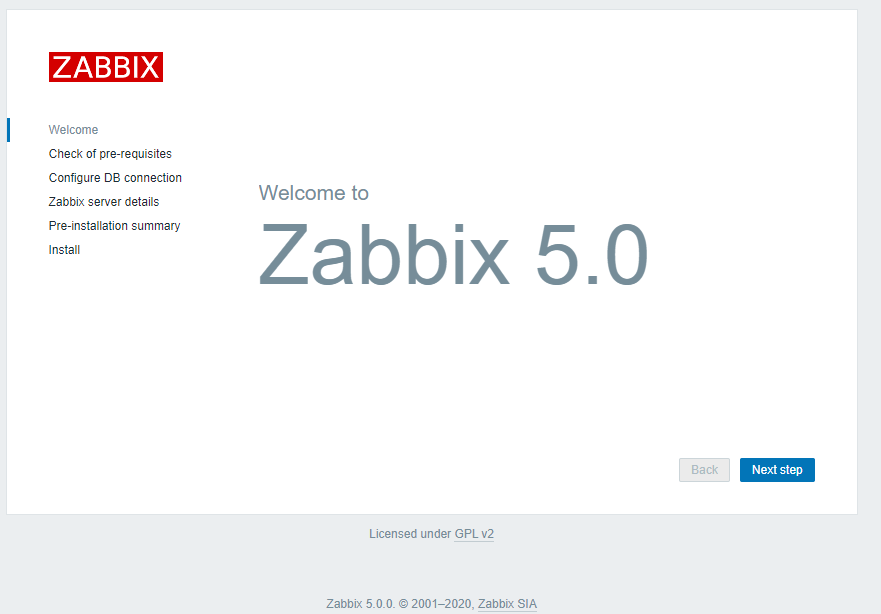 ZABBIX
Welcome
Check of pre-requisites
Configure DB connection
Zabbix server details
Pre-installation summary
Install
Welcome to
Zabbix 5.0
Back
Next step
Licensed under GPL v2
Zabbix 5.0.0. © 2001–2020, Zabbix SIA